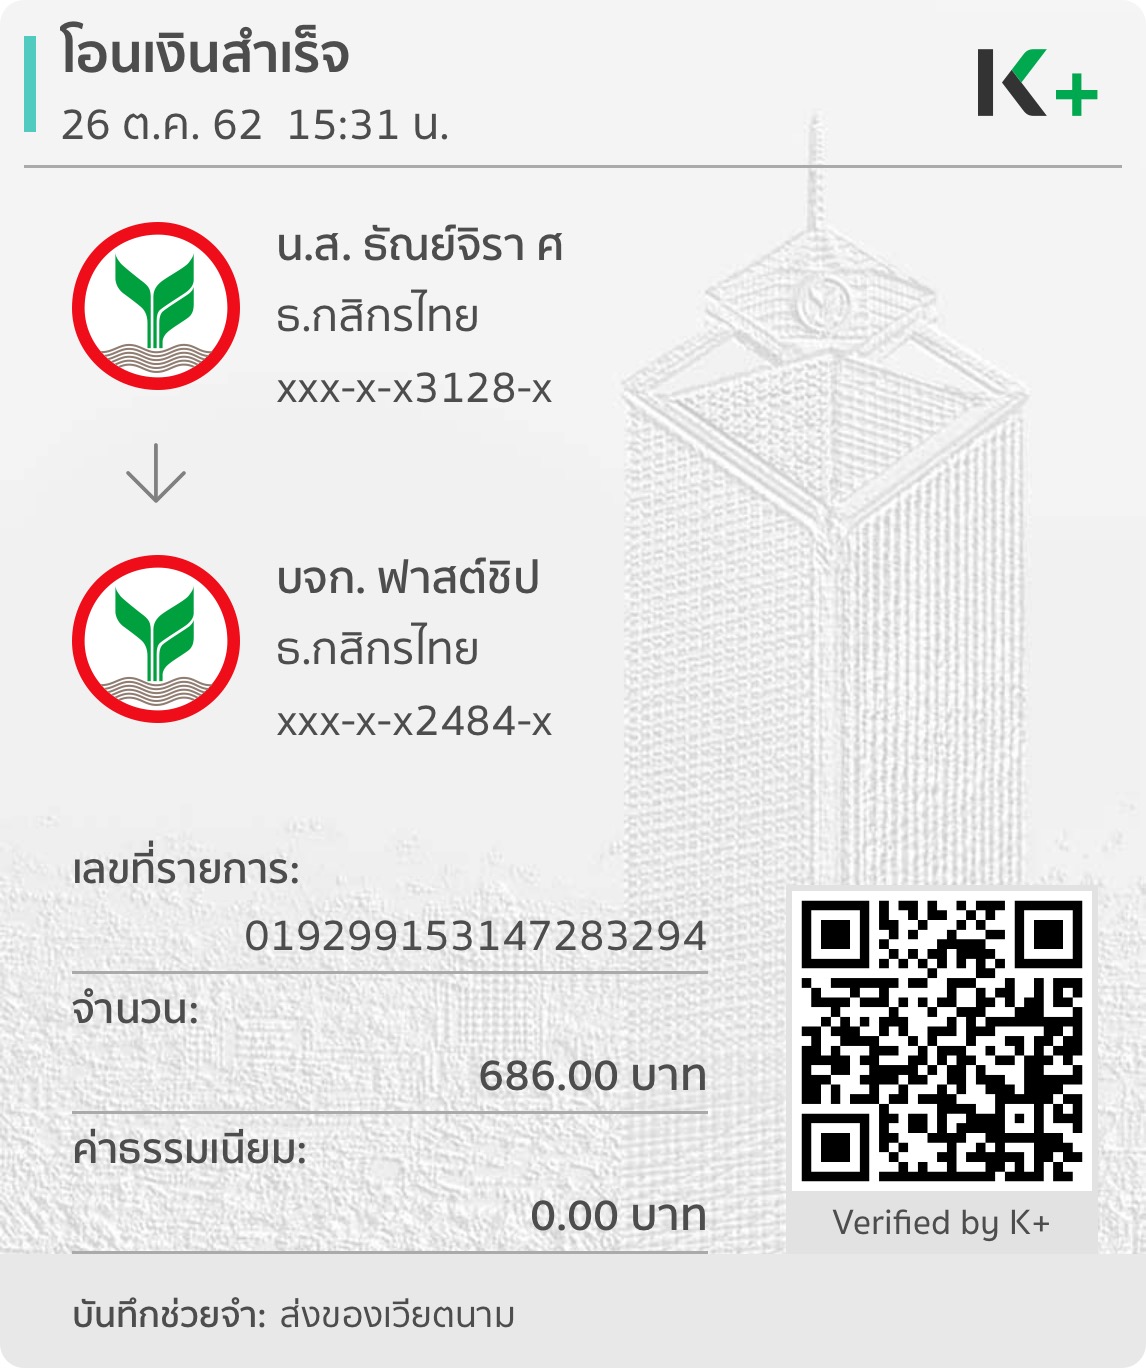 โอนเงินสำเร็จ
26 ต.ค. 62  15:31 น.
K+
น.ส. ธัณย์จิรา ศ
ธ.กสิกรไทย
xxx-x-x3128-x
บจก. ฟาสต์ชิป
ธ.กสิกรไทย
xxx-x-x2484-x
เลขที่รายการ:
019299153147283294
จำนวน:
686.00 บาท
ค่าธรรมเนียม:
0.00 บาท
Verified by K+
บันทึกช่วยจำ: ส่งของเวียตนาม